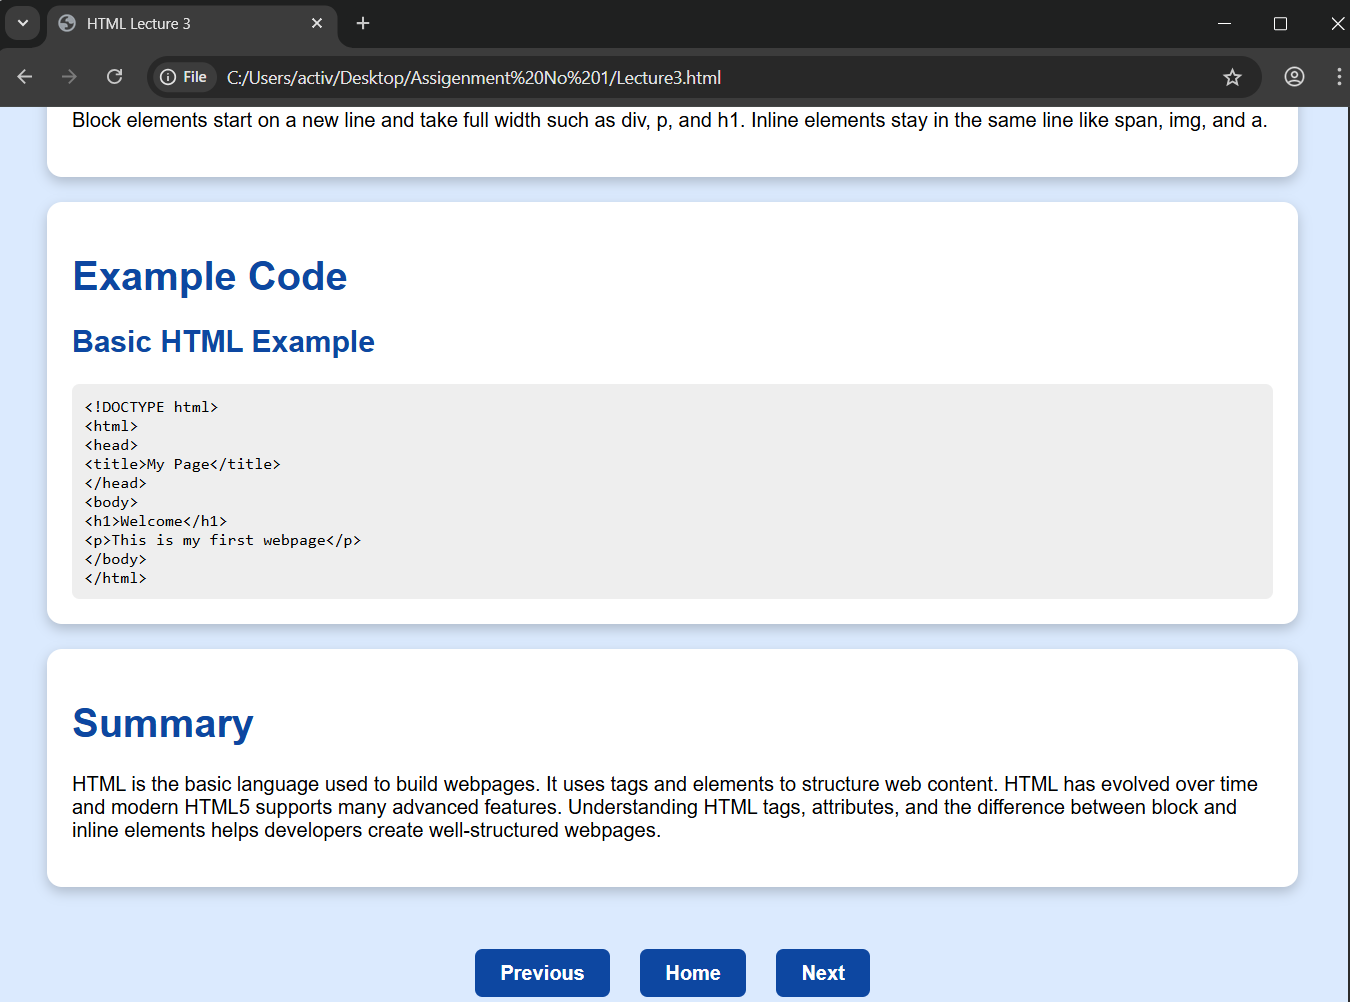 HTML Lecture 3
File
C:/Users/activ/Desktop/Assigenment%20No%201/Lecture3.html
Block elements start on a new line and take full width such as div, p, and h1. Inline elements stay in the same line like span, img, and a.
Example Code
Basic HTML Example
<!DOCTYPE html>
<html>
<head>
<title>My Page</title>
</head>
<body>
<h1>Welcome</h1>
<p>This is my first webpage</p>
</body>
</html>
Summary
HTML is the basic language used to build webpages. It uses tags and elements to structure web content. HTML has evolved over time
and modern HTML5 supports many advanced features. Understanding HTML tags, attributes, and the difference between block and
inline elements helps developers create well-structured webpages.
Previous
Home
Next